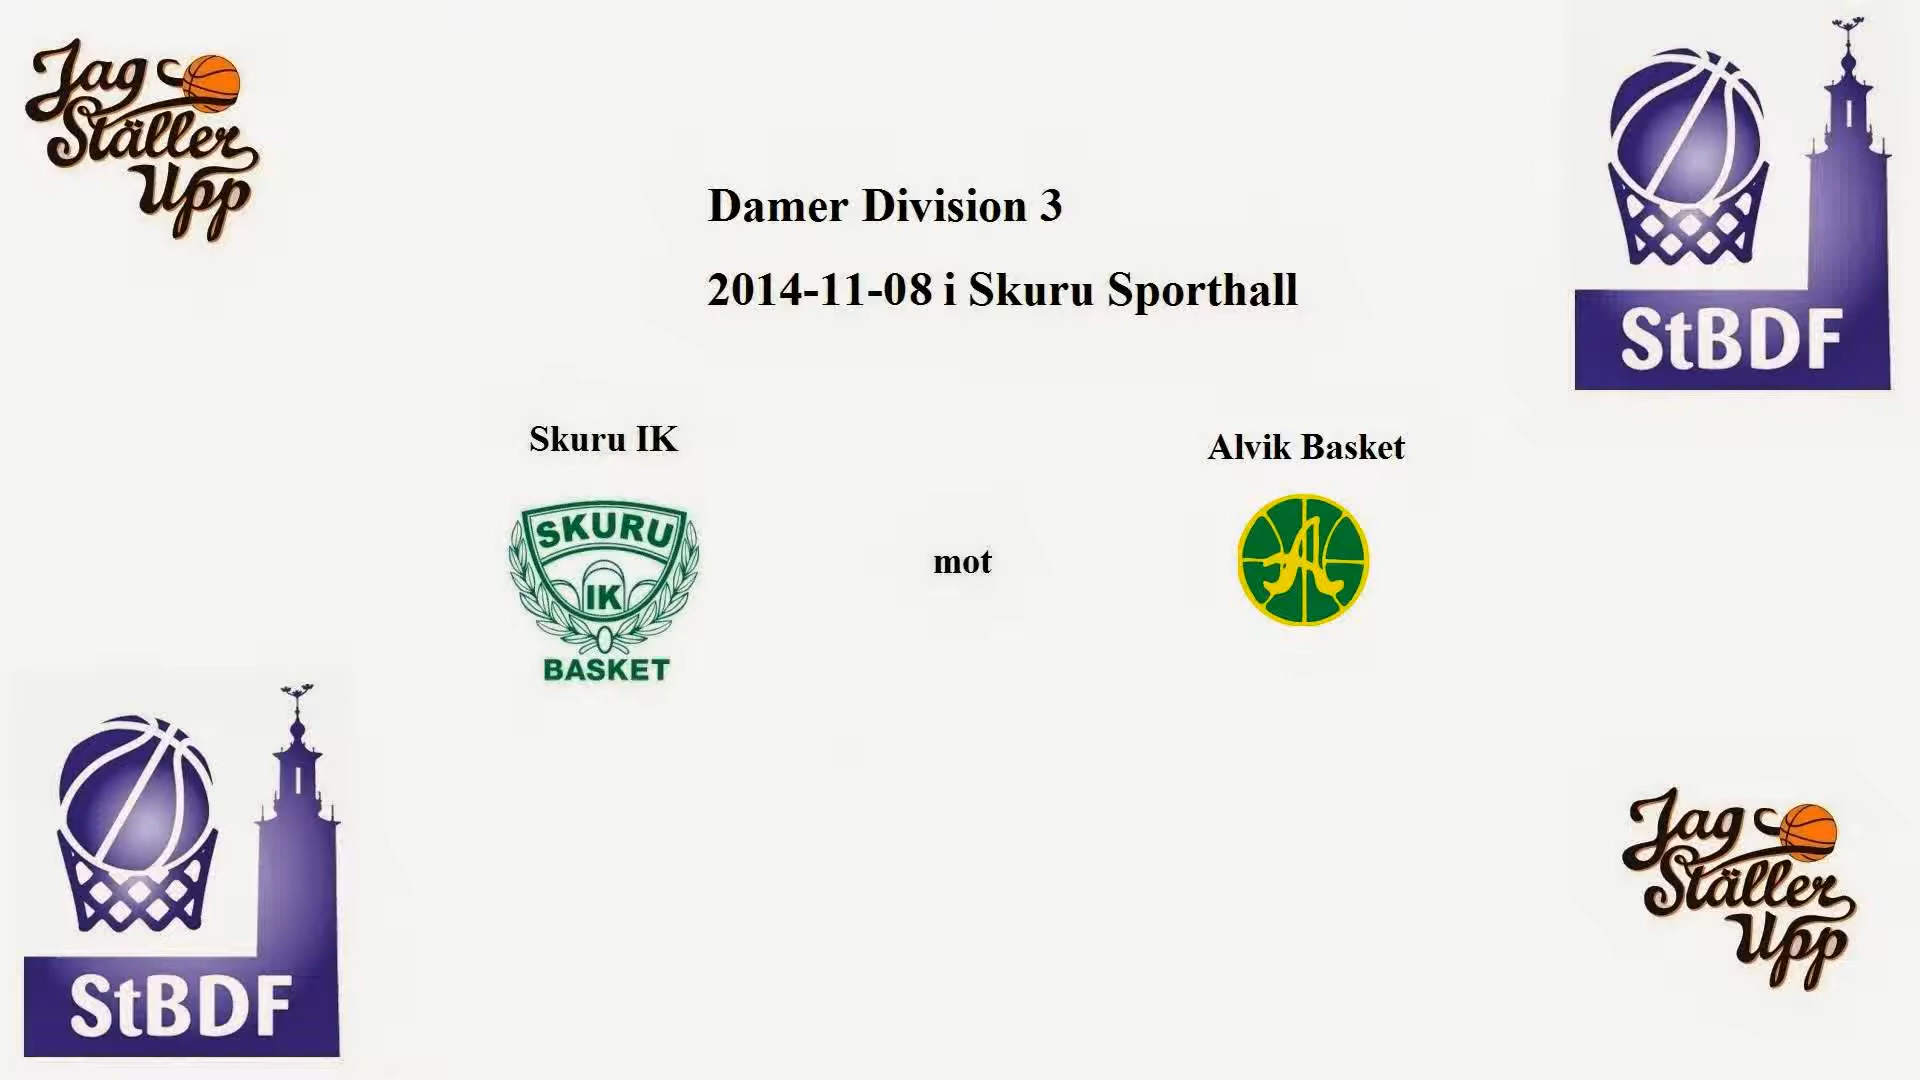 Jag
Ställer
Upp
Damer Division 3
2014-11-08 i Skuru Sporthall
StBDF
Skuru IK
Alvik Basket
SKURU
IK
BASKET
mot
A
StBDF
Jag
Ställer
Upp